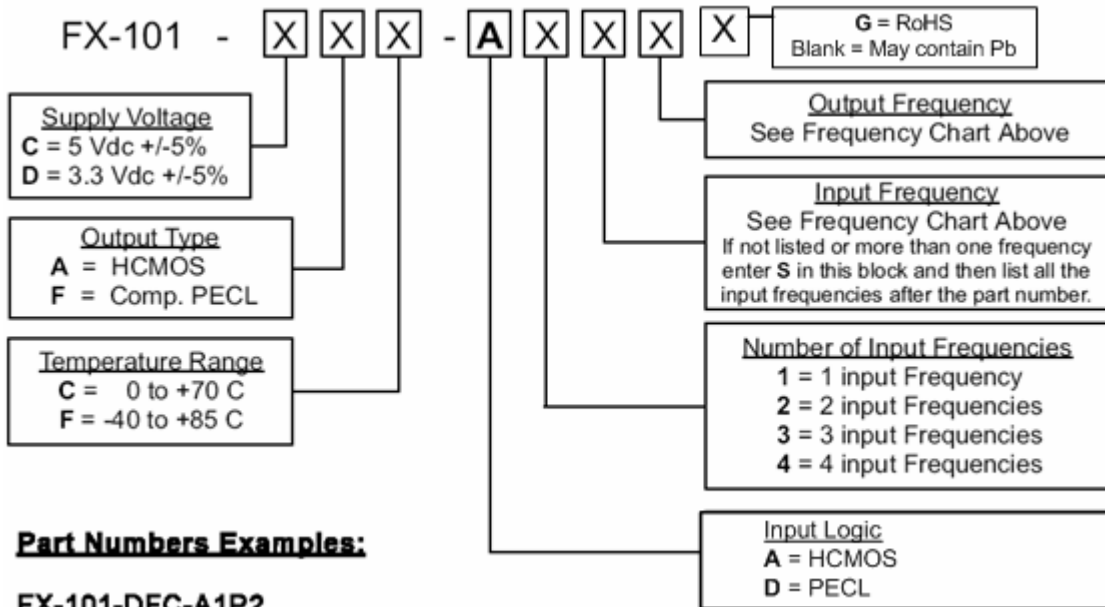 FX-101 - X X X - A X X X X
G = RoHS
Blank = May contain Pb
Supply Voltage
C = 5 Vdc +/-5%
D = 3.3 Vdc +/-5%
Output Type
A = HCMOS
F = Comp. PECL
Temperature Range
C = 0 to +70 C
F = -40 to +85 C
Output Frequency
See Frequency Chart Above
Input Frequency
See Frequency Chart Above
If not listed or more than one frequency
enter S in this block and then list all the
input frequencies after the part number.
Number of Input Frequencies
1 = 1 input Frequency
2 = 2 input Frequencies
3 = 3 input Frequencies
4 = 4 input Frequencies
Input Logic
A = HCMOS
D = PECL
Part Numbers Examples: